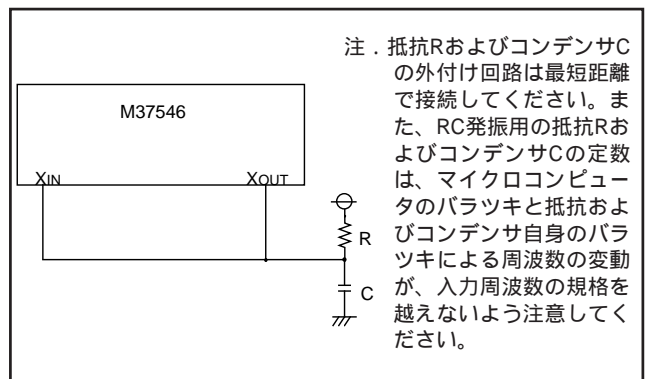 M37546
XIN
XOUT
R
C
注．抵抗RおよびコンデンサC
の外付け回路は最短距離
で接続してください。ま
た、RC発振用の抵抗Rお
よびコンデンサCの定数
は、マイクロコンピュー
タのバラツキと抵抗およ
びコンデンサ自身のバラ
ツキによる周波数の変動
が、入力周波数の規格を
越えないよう注意してく
ださい。